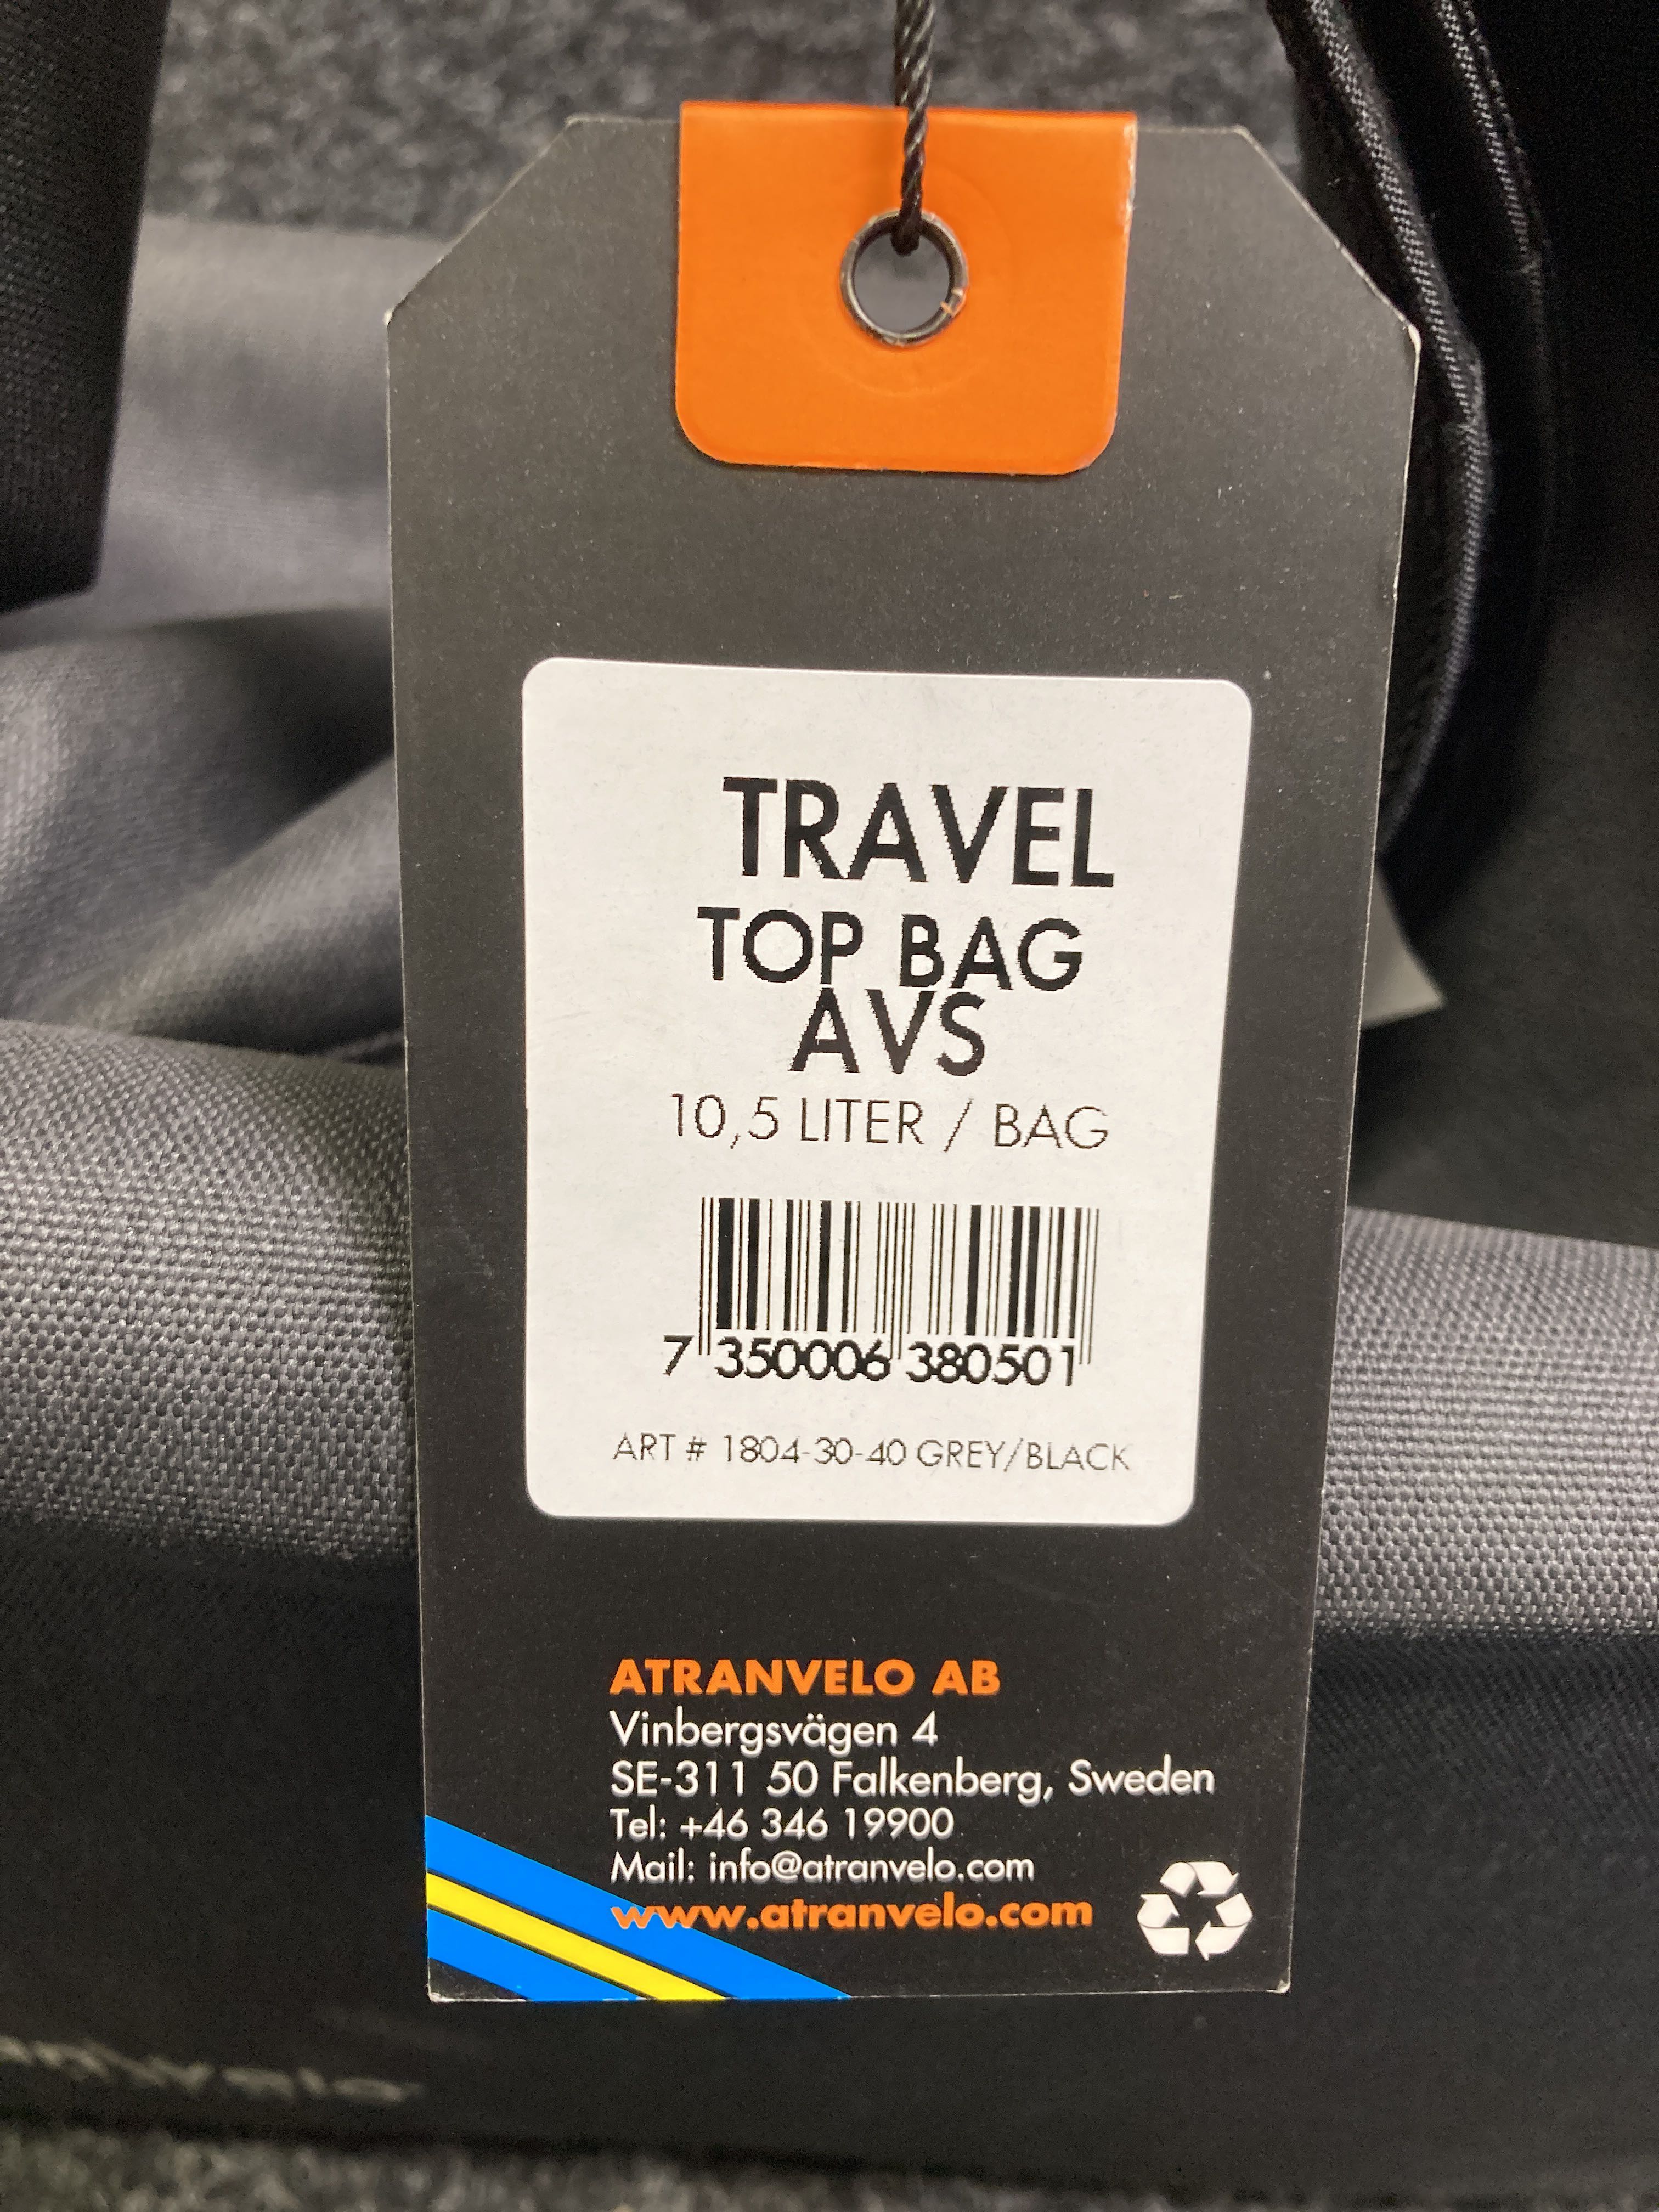 TRAVEL
TOP BAG
AVS
10,5 LITER / BAG
7 350006 380501
ART # 1804-30-40 GREY/BLACK
ATRANVELO AB
Vinbergsvägen 4
SE-311 50 Falkenberg, Sweden
Tel: +46 346 19900
Mail: info@atranvelo.com
www.atranvelo.com